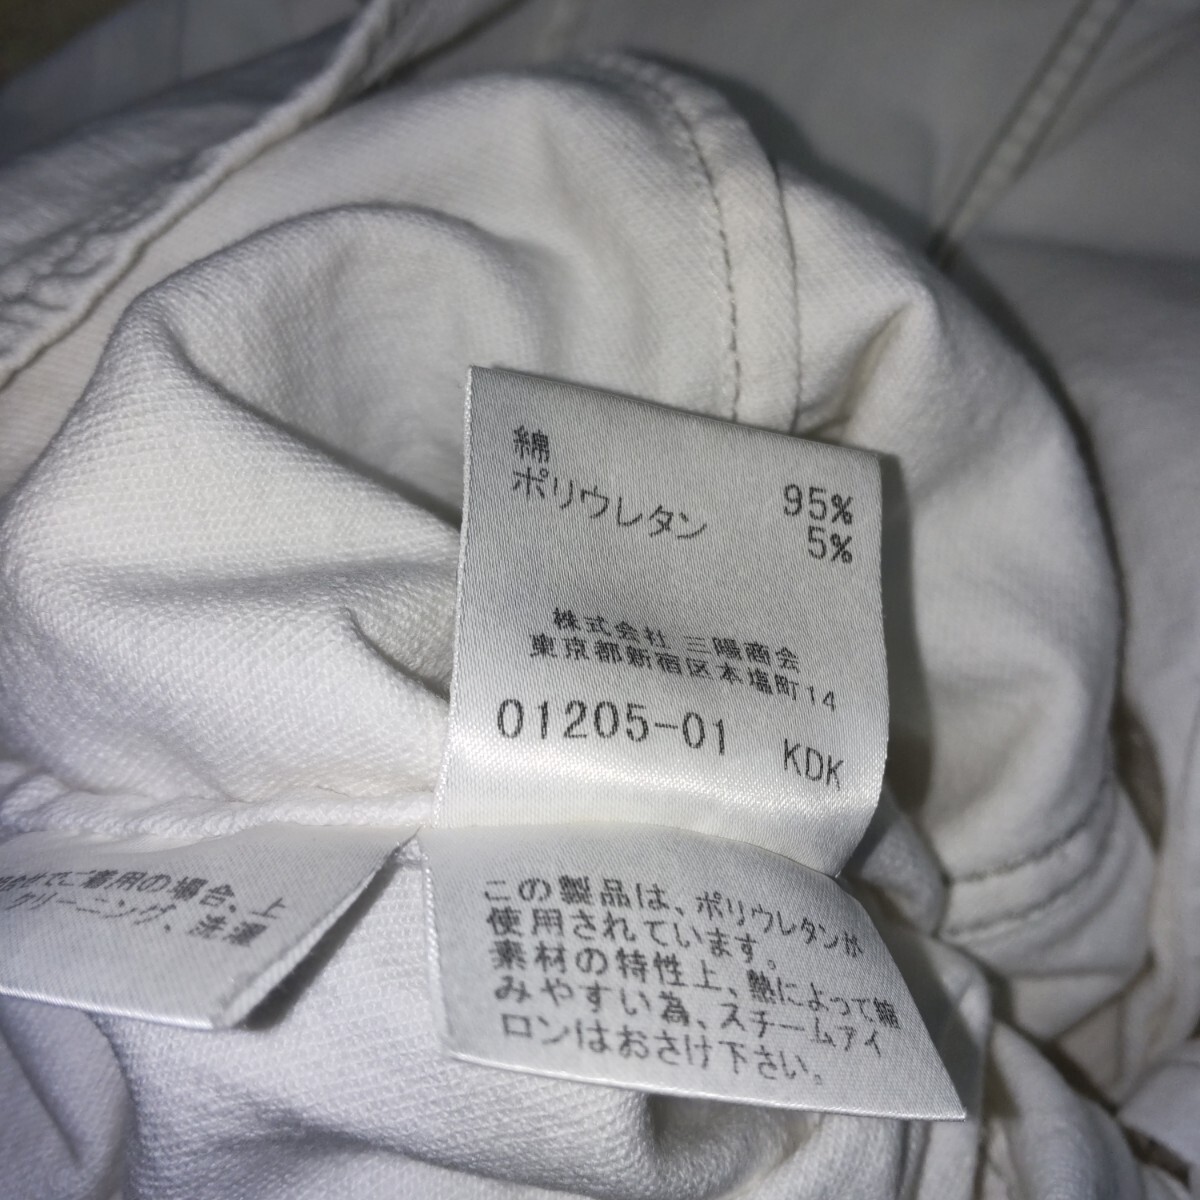 綿 95%
ポリウレタン 5%
株式会社 三陽商会
東京都新宿区本塩町14
01205-01 KDK
合せでご着用の場合、上
クリーニング、洗濯
この製品は、ポリウレタンが
使用されています。
素材の特性上、熱によって縮
みやすい為、スチームアイ
ロンはおさけ下さい。